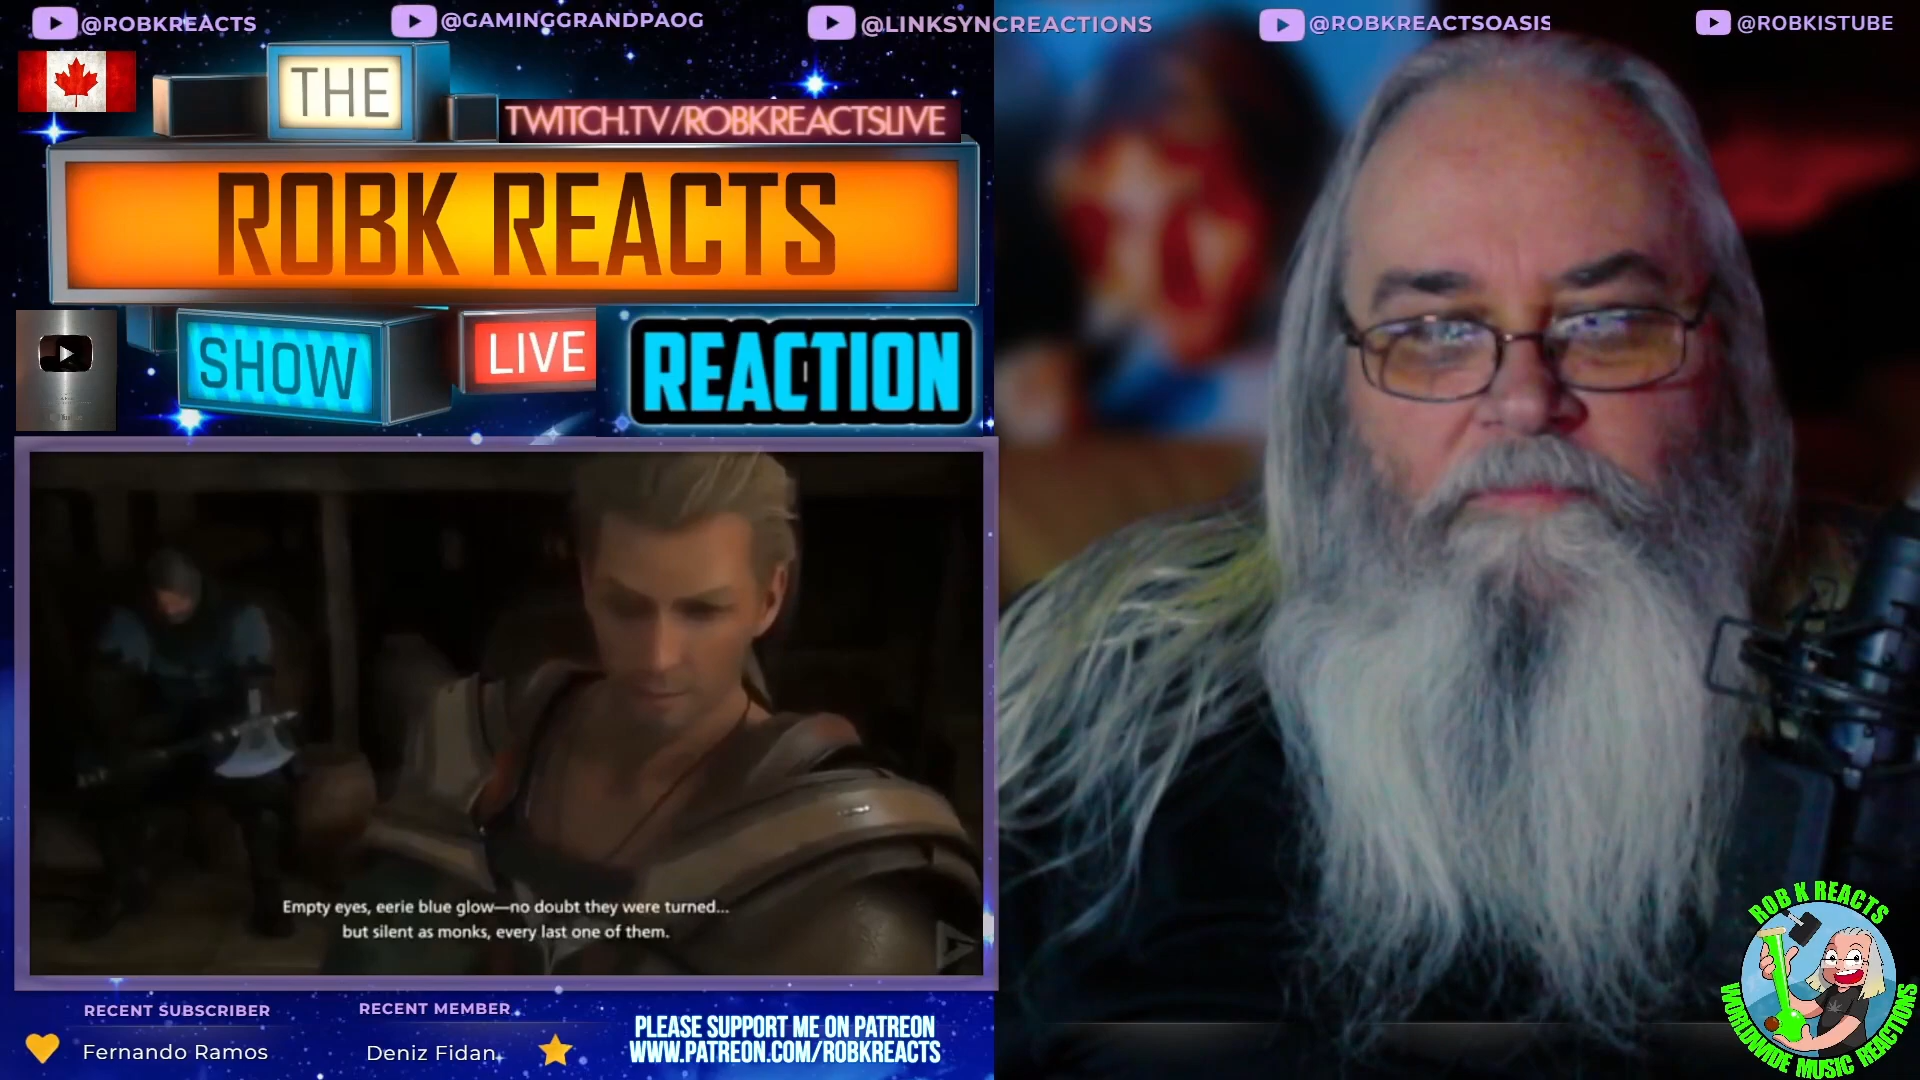 @ROBKREACTS
@GAMINGGRANDPAOG
@LINKSYNCREACTIONS
@ROBKREACTSOASIS
@ROBKISTUBE
THE
TWITCH.TV/ROBKREACTSLIVE
ROBK REACTS
SHOW
LIVE
REACTION
Empty eyes, eerie blue glow—no doubt they were turned...
but silent as monks, every last one of them.
RECENT SUBSCRIBER
Fernando Ramos
RECENT MEMBER
Deniz Fidan
PLEASE SUPPORT ME ON PATREON
WWW.PATREON.COM/ROBKREACTS
ROB K REACTS
WORLDWIDE MUSIC REACTIONS